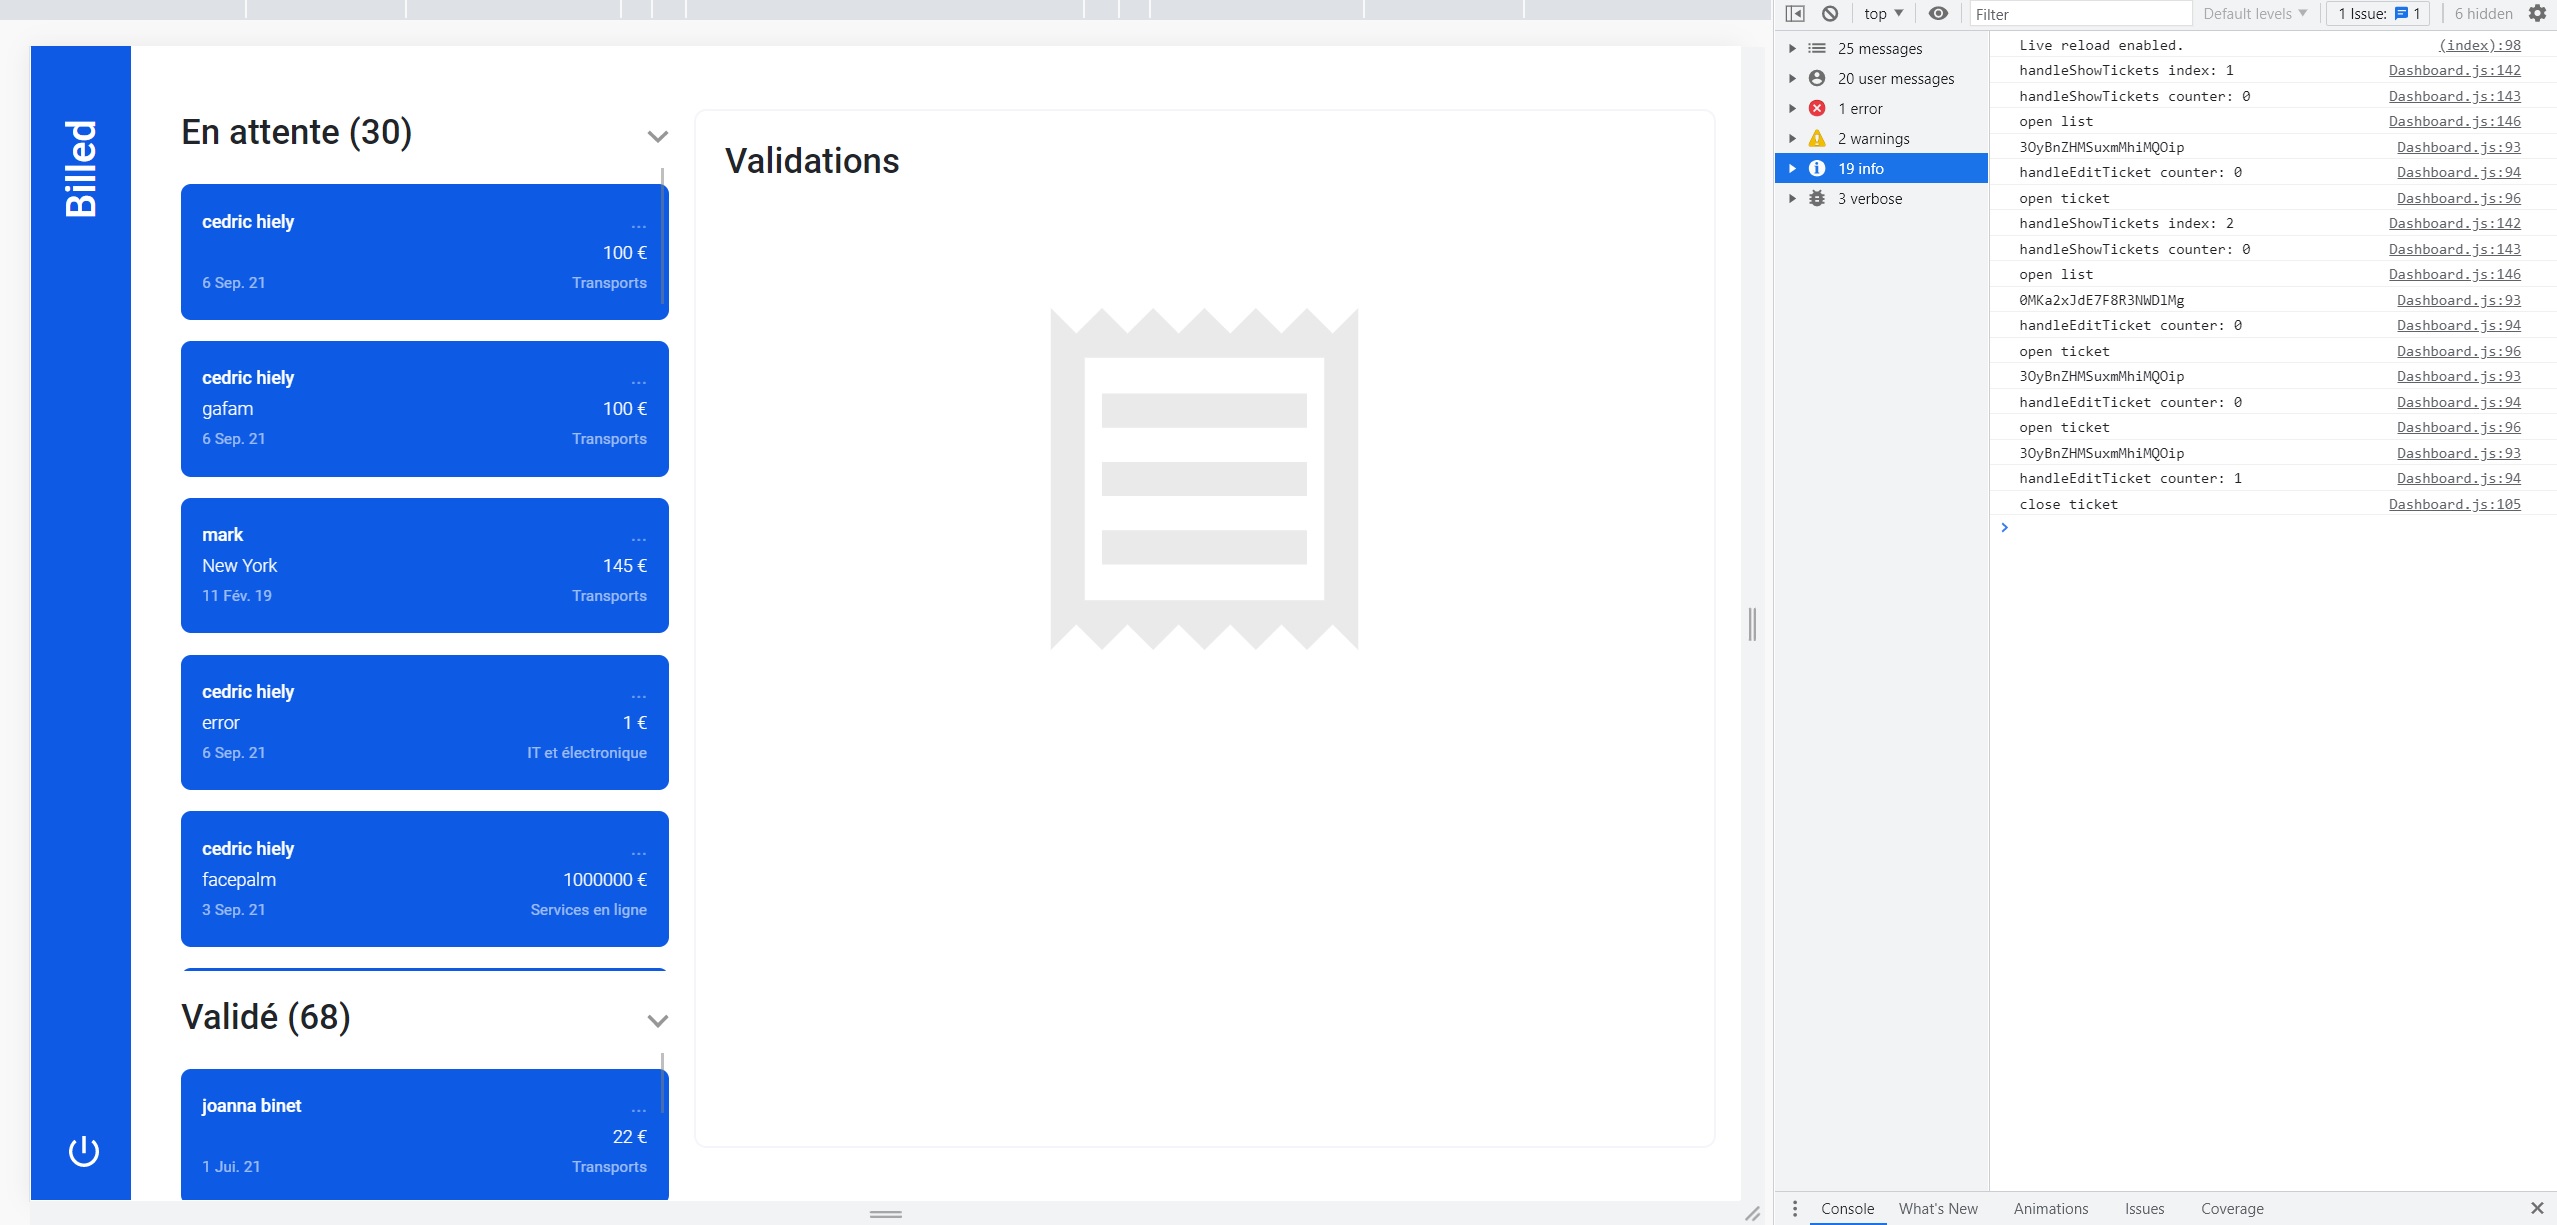 Billed
En attente (30)
cedric hiely ...
100 €
6 Sep. 21 Transports
cedric hiely ...
gafam 100 €
6 Sep. 21 Transports
mark ...
New York 145 €
11 Fév. 19 Transports
cedric hiely ...
error 1 €
6 Sep. 21 IT et électronique
cedric hiely ...
facepalm 1000000 €
3 Sep. 21 Services en ligne
Validé (68)
joanna binet ...
22 €
1 Jui. 21 Transports
Validations
top Filter Default levels 1 Issue: 1 6 hidden
25 messages
20 user messages
1 error
2 warnings
19 info
3 verbose
Live reload enabled. (index):98
handleShowTickets index: 1 Dashboard.js:142
handleShowTickets counter: 0 Dashboard.js:143
open list Dashboard.js:146
3OyBnZHMSuxmMhiMQOip Dashboard.js:93
handleEditTicket counter: 0 Dashboard.js:94
open ticket Dashboard.js:96
handleShowTickets index: 2 Dashboard.js:142
handleShowTickets counter: 0 Dashboard.js:143
open list Dashboard.js:146
0MKa2xJdE7F8R3NWDlMg Dashboard.js:93
handleEditTicket counter: 0 Dashboard.js:94
open ticket Dashboard.js:96
3OyBnZHMSuxmMhiMQOip Dashboard.js:93
handleEditTicket counter: 0 Dashboard.js:94
open ticket Dashboard.js:96
3OyBnZHMSuxmMhiMQOip Dashboard.js:93
handleEditTicket counter: 1 Dashboard.js:94
close ticket Dashboard.js:105
Console What's New Animations Issues Coverage